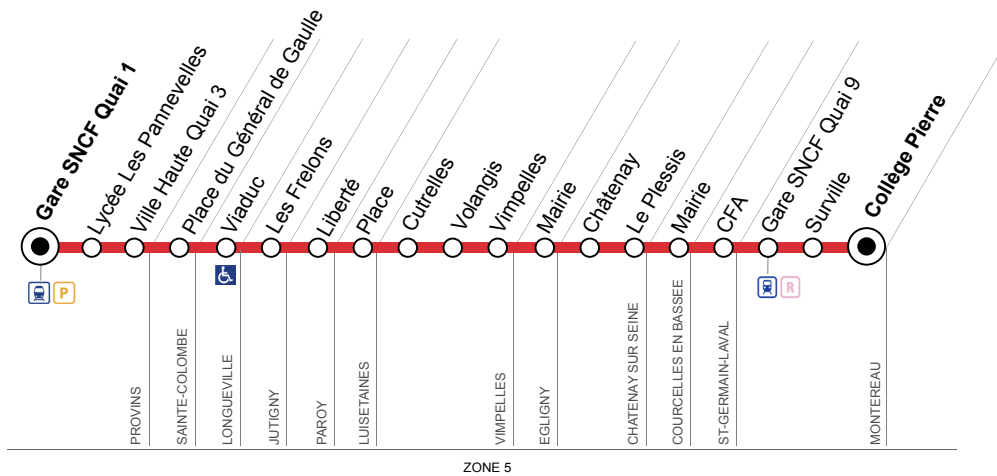 Gare SNCF Quai 1
Lycée Les Pannevelles
Ville Haute Quai 3
Place du Général de Gaulle
Viaduc
Les Frelons
Liberté
Place
Cutrelles
Volangis
Vimpelles
Mairie
Châtenay
Le Plessis
Mairie
CFA
Gare SNCF Quai 9
Surville
Collège Pierre
P
R
PROVINS
SAINTE-COLOMBE
LONGUEVILLE
JUTIGNY
PAROY
LUISETAINES
VIMPELLES
EGLIGNY
CHATENAY SUR SEINE
COURCELLES EN BASSEE
ST-GERMAIN-LAVAL
MONTEREAU
ZONE 5